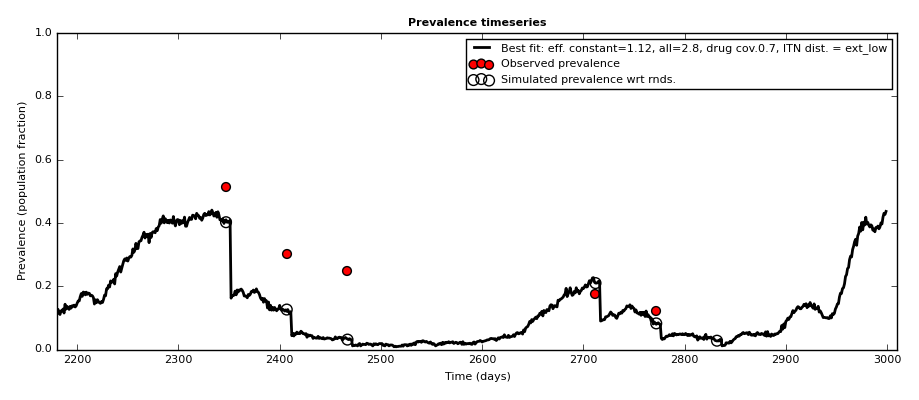 Prevalence timeseries
Best fit: eff. constant=1.12, all=2.8, drug cov.0.7, ITN dist. = ext_low
Observed prevalence
Simulated prevalence wrt rnds.
Prevalence (population fraction)
1.0
0.8
0.6
0.4
0.2
0.0
2200 2300 2400 2500 2600 2700 2800 2900 3000
Time (days)